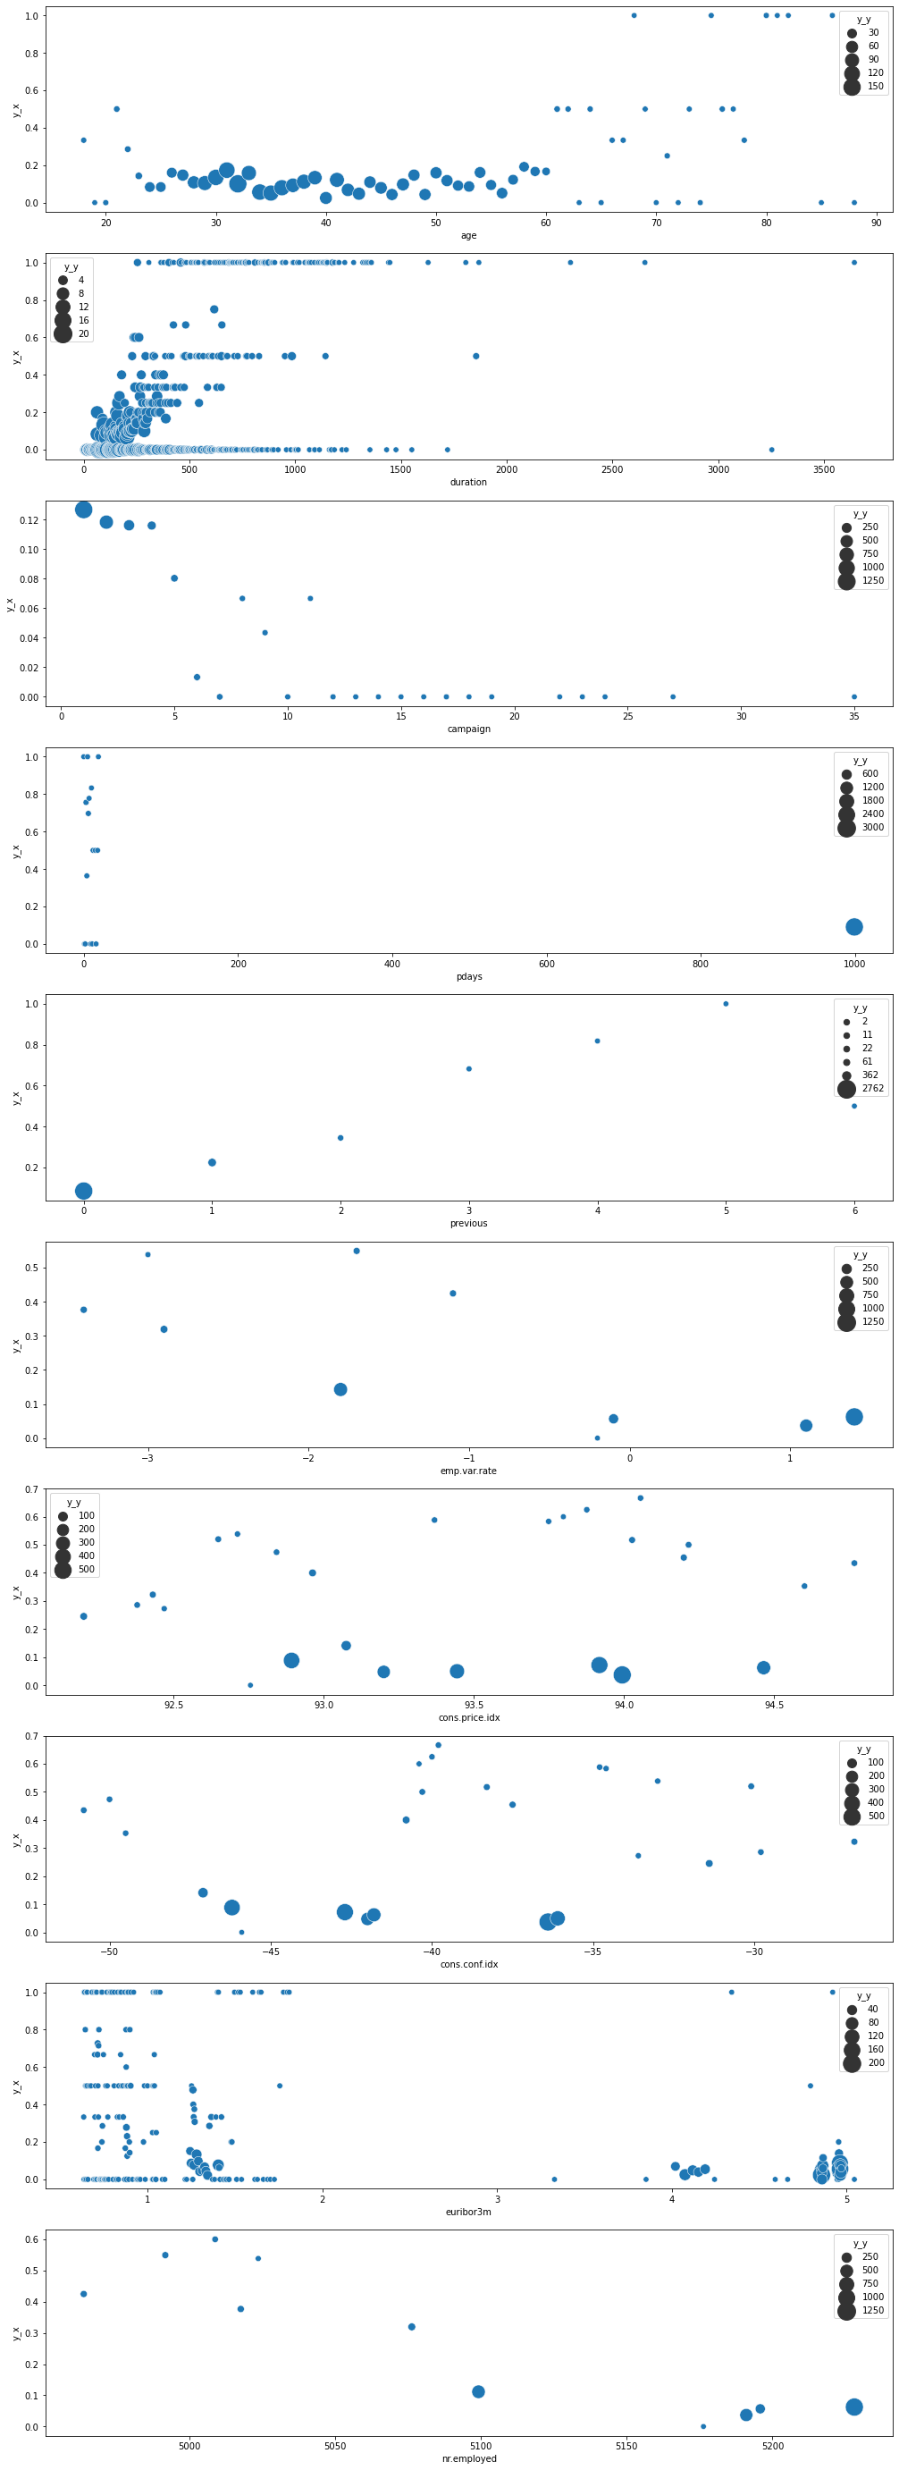 1.0
0.8
0.6
0.4
0.2
0.0
y_x
20 30 40 50 60 70 80 90
age
y_y
30
60
90
120
150
1.0
0.8
0.6
0.4
0.2
0.0
y_x
0 500 1000 1500 2000 2500 3000 3500
duration
y_y
4
8
12
16
20
0.12
0.10
0.08
0.06
0.04
0.02
0.00
y_x
0 5 10 15 20 25 30 35
campaign
y_y
250
500
750
1000
1250
1.0
0.8
0.6
0.4
0.2
0.0
y_x
0 200 400 600 800 1000
pdays
y_y
600
1200
1800
2400
3000
1.0
0.8
0.6
0.4
0.2
y_x
0 1 2 3 4 5 6
previous
y_y
2
11
22
61
362
2762
0.5
0.4
0.3
0.2
0.1
0.0
y_x
−3 −2 −1 0 1
emp.var.rate
y_y
250
500
750
1000
1250
0.7
0.6
0.5
0.4
0.3
0.2
0.1
0.0
y_x
92.5 93.0 93.5 94.0 94.5
cons.price.idx
y_y
100
200
300
400
500
0.7
0.6
0.5
0.4
0.3
0.2
0.1
0.0
y_x
−50 −45 −40 −35 −30
cons.conf.idx
y_y
100
200
300
400
500
1.0
0.8
0.6
0.4
0.2
0.0
y_x
1 2 3 4 5
euribor3m
y_y
40
80
120
160
200
0.6
0.5
0.4
0.3
0.2
0.1
0.0
y_x
5000 5050 5100 5150 5200
nr.employed
y_y
250
500
750
1000
1250